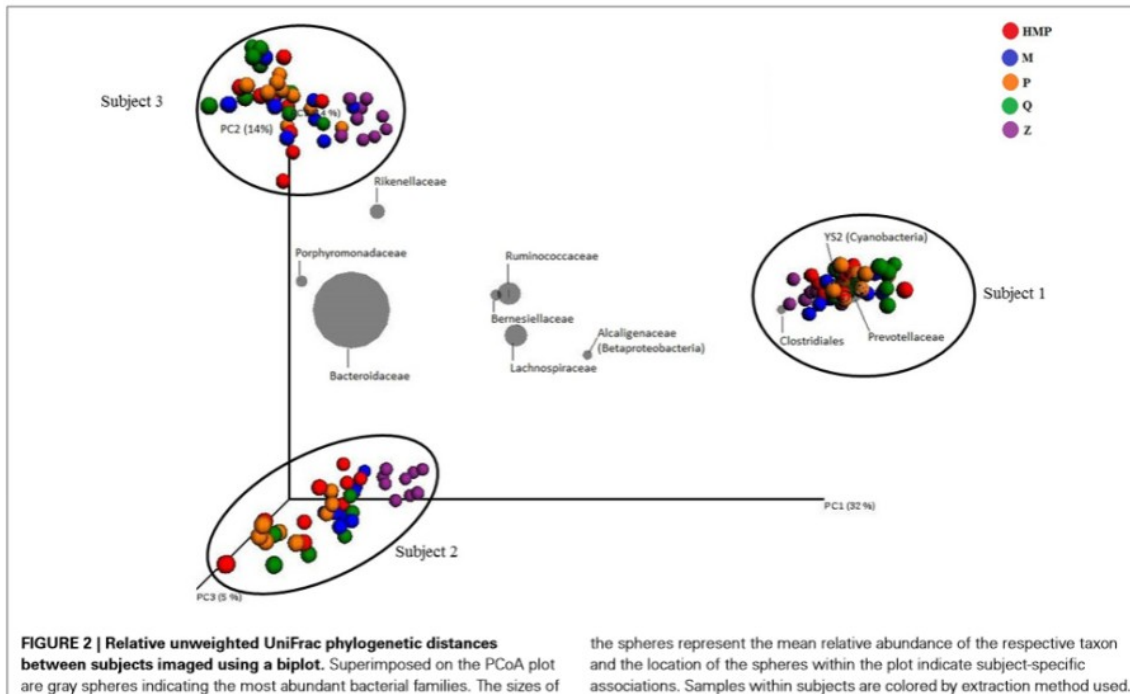 HMP
M
P
Q
Z
Subject 3
PC2 (14%)
Rikenellaceae
Porphyromonadaceae
Ruminococcaceae
Bernesiellaceae
Bacteroidaceae
Lachnospiraceae
Alcaligenaceae
(Betaproteobacteria)
YS2 (Cyanobacteria)
Subject 1
Clostridiales
Prevotellaceae
PC1 (32 %)
Subject 2
PC3 (5 %)
FIGURE 2 | Relative unweighted UniFrac phylogenetic distances
between subjects imaged using a biplot. Superimposed on the PCoA plot
are gray spheres indicating the most abundant bacterial families. The sizes of
the spheres represent the mean relative abundance of the respective taxon
and the location of the spheres within the plot indicate subject-specific
associations. Samples within subjects are colored by extraction method used.